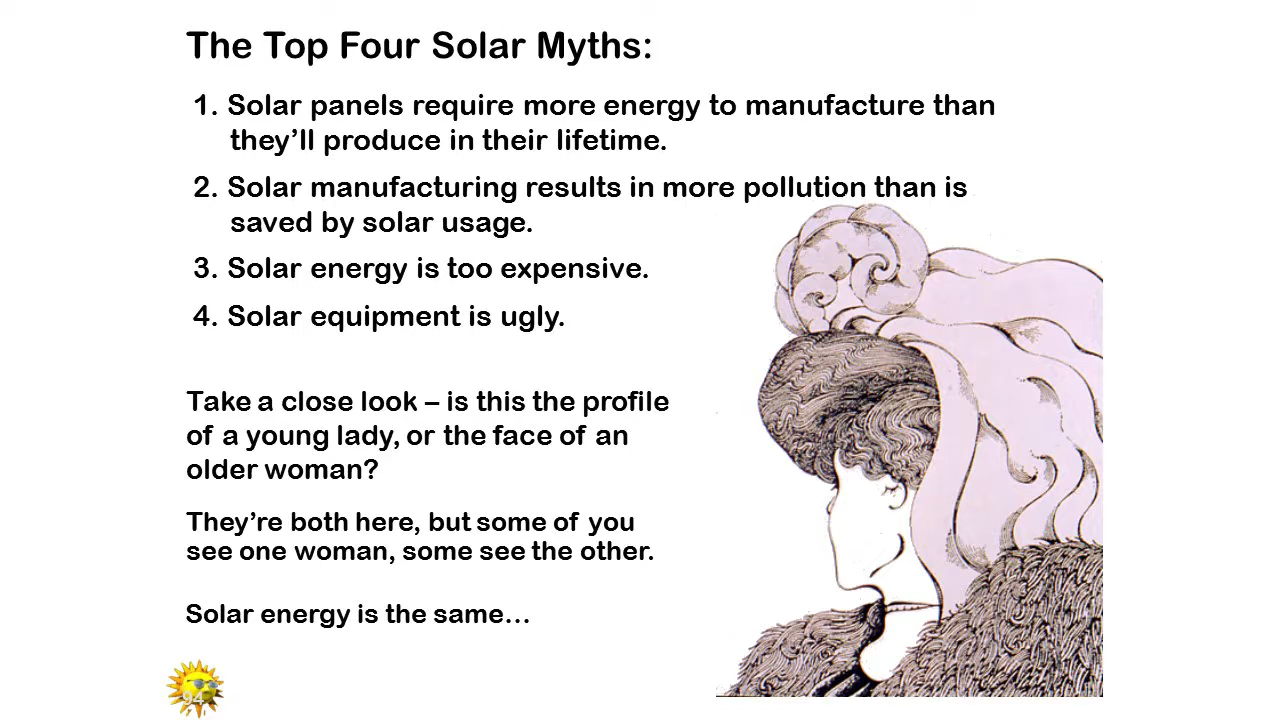 The Top Four Solar Myths:
1. Solar panels require more energy to manufacture than
they’ll produce in their lifetime.
2. Solar manufacturing results in more pollution than is
saved by solar usage.
3. Solar energy is too expensive.
4. Solar equipment is ugly.
Take a close look – is this the profile
of a young lady, or the face of an
older woman?
They’re both here, but some of you
see one woman, some see the other.
Solar energy is the same…
94